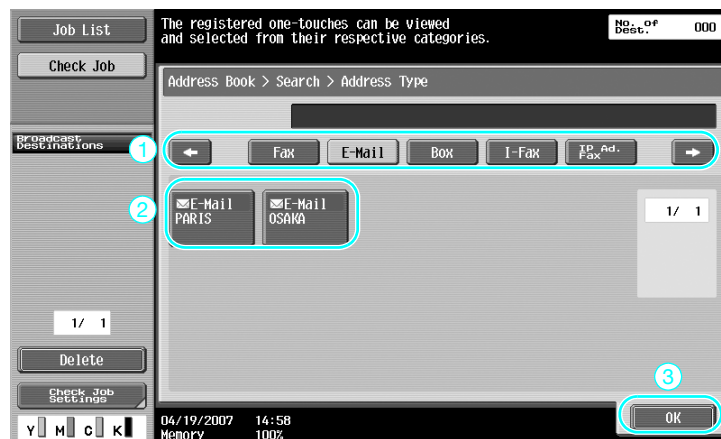 Job List
Check Job
The registered one-touches can be viewed
and selected from their respective categories.
No. of
Dest.
000
Address Book > Search > Address Type
Broadcast
Destinations
1
←
Fax
E-Mail
Box
I-Fax
IP Ad.
Fax
→
2
E-Mail
PARIS
E-Mail
OSAKA
1/ 1
1/ 1
Delete
Check Job
Settings
3
OK
Y M C K
04/19/2007 14:58
Memory 100%